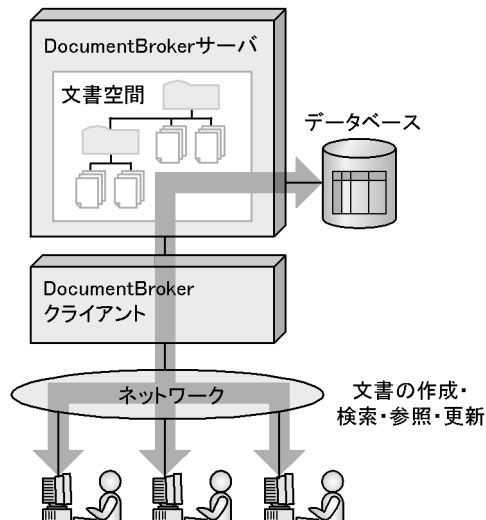 DocumentBrokerサーバ
文書空間
データベース
DocumentBroker
クライアント
ネットワーク
文書の作成・
検索・参照・更新